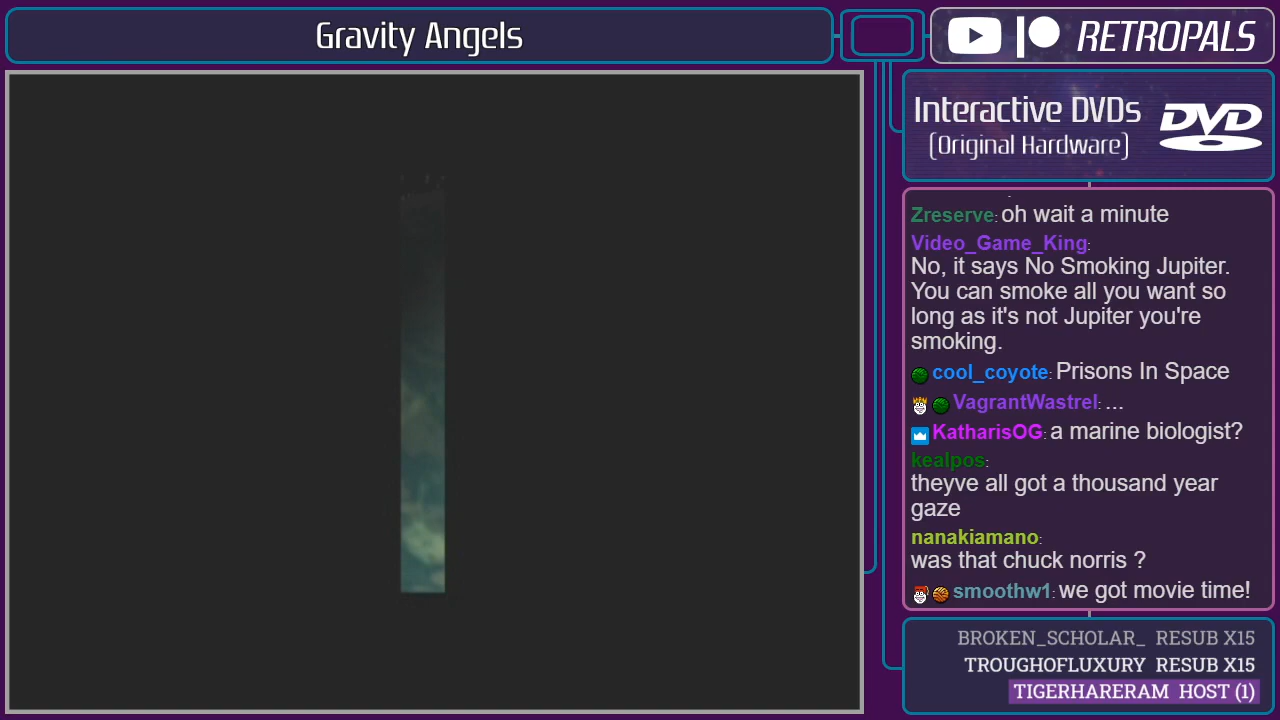 Gravity Angels
RETROPALS
Interactive DVDs
(Original Hardware)
DVD
Zreserve: oh wait a minute
Video_Game_King:
No, it says No Smoking Jupiter.
You can smoke all you want so
long as it's not Jupiter you're
smoking.
cool_coyote: Prisons In Space
VagrantWastrel: ...
KatharisOG: a marine biologist?
kealpos:
theyve all got a thousand year
gaze
nanakiamano:
was that chuck norris ?
smoothw1: we got movie time!
BROKEN_SCHOLAR_ RESUB X15
TROUGHOFLUXURY RESUB X15
TIGERHARERAM HOST (1)